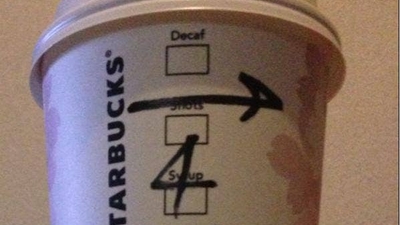 STARBUCKS®
Decaf
→
Shots
4
Syrup